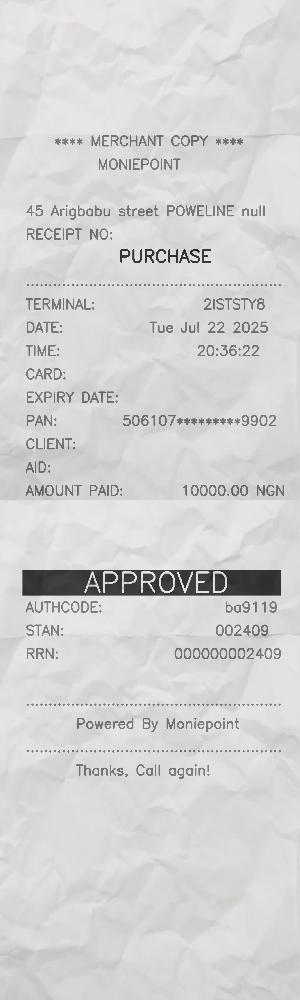 **** MERCHANT COPY ****
MONIEPOINT
45 Arigbabu street POWELINE null
RECEIPT NO:
PURCHASE
TERMINAL: 2ISTSTY8
DATE: Tue Jul 22 2025
TIME: 20:36:22
CARD:
EXPIRY DATE:
PAN: 506107*********9902
CLIENT:
AID:
AMOUNT PAID: 10000.00 NGN
APPROVED
AUTHCODE: ba9119
STAN: 002409
RRN: 000000002409
Powered By Moniepoint
Thanks, Call again!